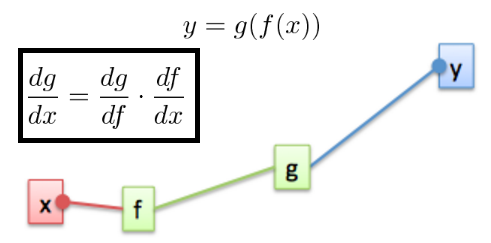 y = g(f(x))
dg/dx = dg/df · df/dx
y
g
x
f